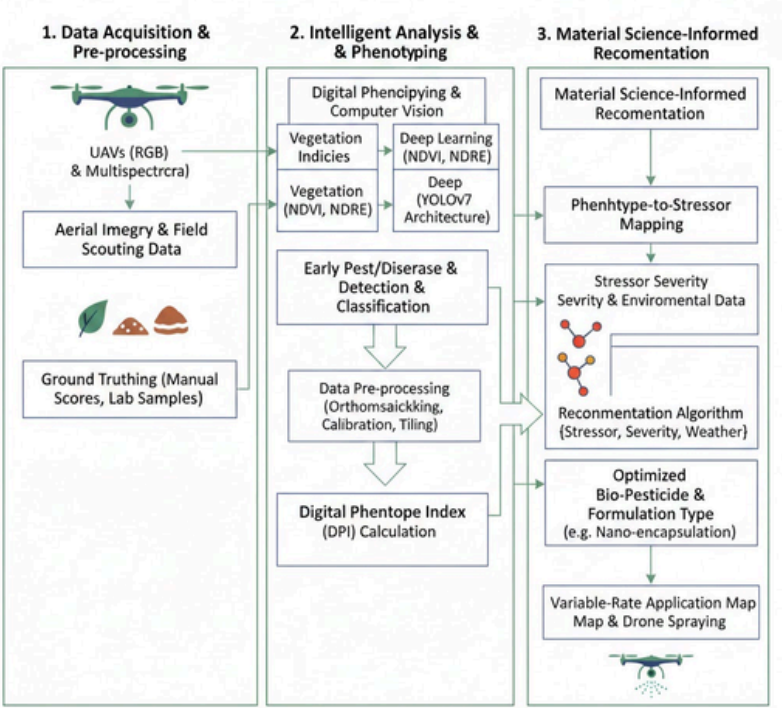 1. Data Acquisition &
Pre-processing
UAVs (RGB)
& Multispectrcra)
Aerial Imegry & Field
Scouting Data
Ground Truthing (Manual
Scores, Lab Samples)
2. Intelligent Analysis &
& Phenotyping
Digital Phencipying &
Computer Vision
Vegetation
Indicies
Deep Learning
(NDVI, NDRE)
Vegetation
(NDVI, NDRE)
Deep
(YOLOv7
Architecture)
Early Pest/Diserase &
Detection &
Classification
Data Pre-processing
(Orthomsaickking,
Calibration, Tiling)
Digital Phentope Index
(DPI) Calculation
3. Material Science-Informed
Recomentation
Material Science-Informed
Recomentation
Phenhtype-to-Stressor
Mapping
Stressor Severity
Sevrity & Enviromental Data
Reconmentation Algorithm
{Stressor, Severity, Weather}
Optimized
Bio-Pesticide &
Formulation Type
(e.g. Nano-encapsulation)
Variable-Rate Application Map
Map & Drone Spraying